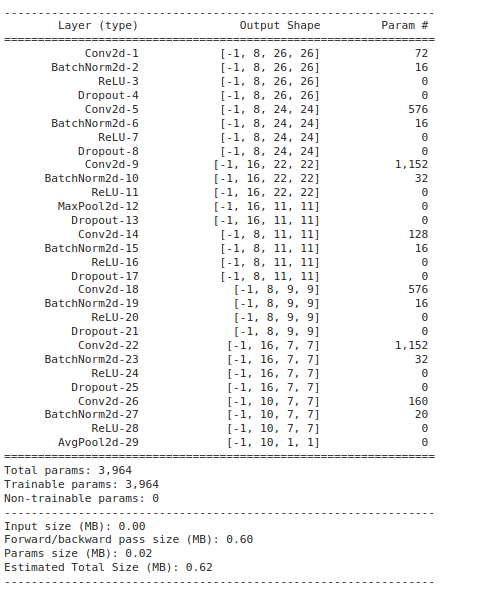 ----------------------------------------------------------------
Layer (type) Output Shape Param #
================================================================
Conv2d-1 [-1, 8, 26, 26] 72
BatchNorm2d-2 [-1, 8, 26, 26] 16
ReLU-3 [-1, 8, 26, 26] 0
Dropout-4 [-1, 8, 26, 26] 0
Conv2d-5 [-1, 8, 24, 24] 576
BatchNorm2d-6 [-1, 8, 24, 24] 16
ReLU-7 [-1, 8, 24, 24] 0
Dropout-8 [-1, 8, 24, 24] 0
Conv2d-9 [-1, 16, 22, 22] 1,152
BatchNorm2d-10 [-1, 16, 22, 22] 32
ReLU-11 [-1, 16, 22, 22] 0
MaxPool2d-12 [-1, 16, 11, 11] 0
Dropout-13 [-1, 16, 11, 11] 0
Conv2d-14 [-1, 8, 11, 11] 128
BatchNorm2d-15 [-1, 8, 11, 11] 16
ReLU-16 [-1, 8, 11, 11] 0
Dropout-17 [-1, 8, 11, 11] 0
Conv2d-18 [-1, 8, 9, 9] 576
BatchNorm2d-19 [-1, 8, 9, 9] 16
ReLU-20 [-1, 8, 9, 9] 0
Dropout-21 [-1, 8, 9, 9] 0
Conv2d-22 [-1, 16, 7, 7] 1,152
BatchNorm2d-23 [-1, 16, 7, 7] 32
ReLU-24 [-1, 16, 7, 7] 0
Dropout-25 [-1, 16, 7, 7] 0
Conv2d-26 [-1, 10, 7, 7] 160
BatchNorm2d-27 [-1, 10, 7, 7] 20
ReLU-28 [-1, 10, 7, 7] 0
AvgPool2d-29 [-1, 10, 1, 1] 0
================================================================
Total params: 3,964
Trainable params: 3,964
Non-trainable params: 0
----------------------------------------------------------------
Input size (MB): 0.00
Forward/backward pass size (MB): 0.60
Params size (MB): 0.02
Estimated Total Size (MB): 0.62
----------------------------------------------------------------